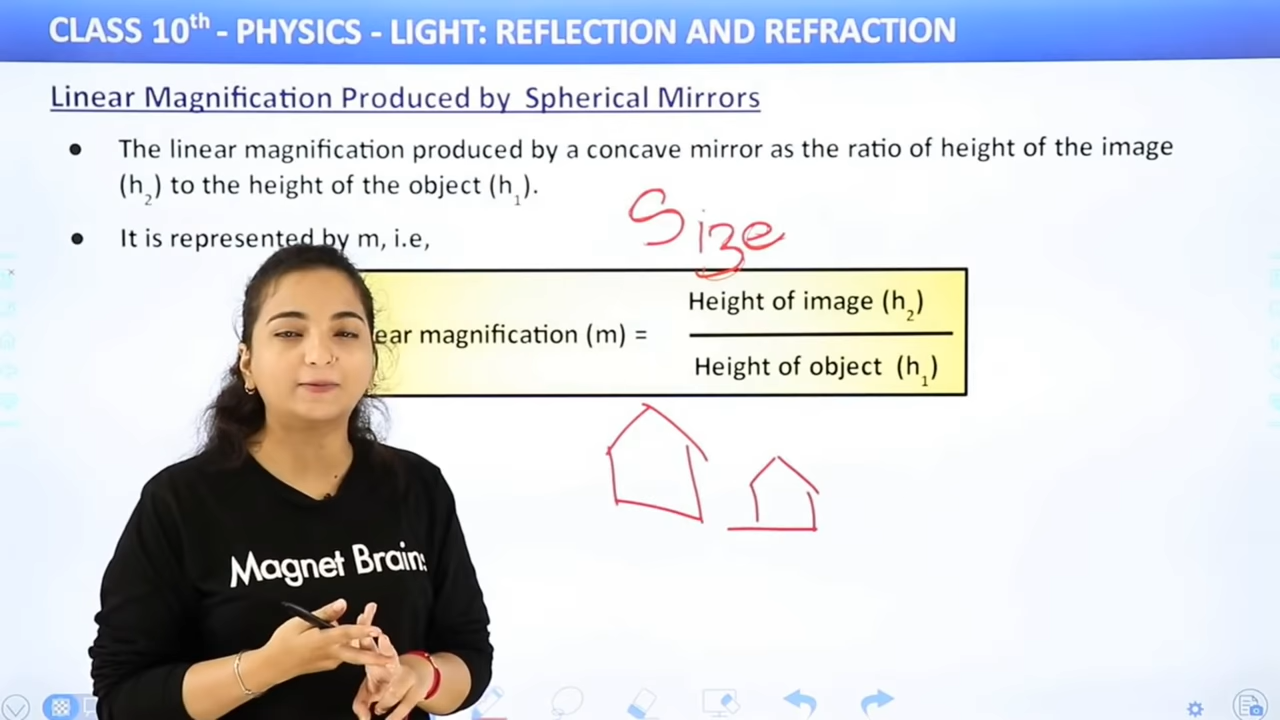 CLASS 10th - PHYSICS - LIGHT: REFLECTION AND REFRACTION
Linear Magnification Produced by Spherical Mirrors
• The linear magnification produced by a concave mirror as the ratio of height of the image
(h2) to the height of the object (h1).
Size
• It is represented by m, i.e,
Height of image (h2)
ear magnification (m) =
Height of object (h1)
Magnet Brains